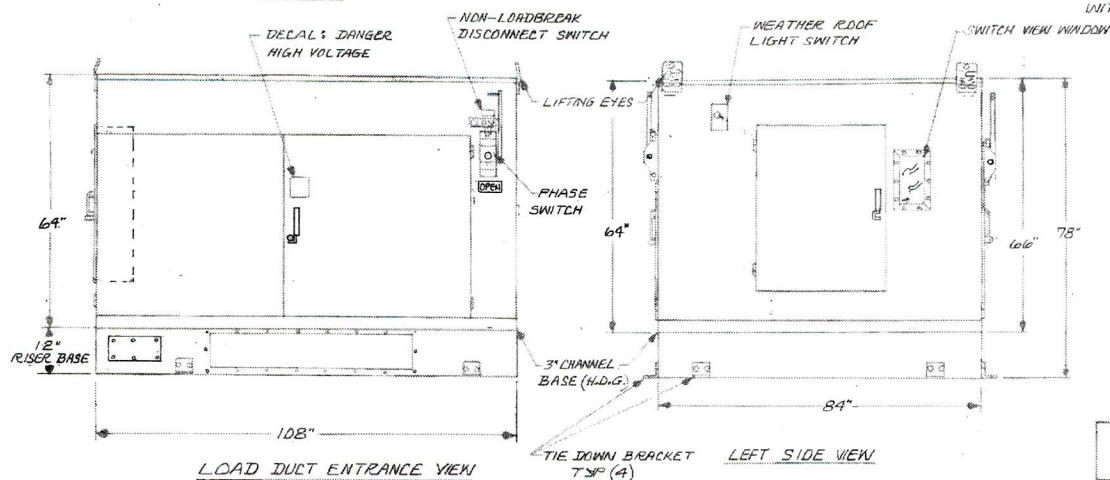 WIT
NON-LOADBREAK
DISCONNECT SWITCH
DECAL: DANGER
HIGH VOLTAGE
WEATHER ROOF
LIGHT SWITCH
SWITCH VIEW WINDOW
LIFTING EYES
OPEN
PHASE
SWITCH
64"
64"
66"
78"
12"
RISER BASE
3" CHANNEL
BASE (H.D.G.)
108"
84"
TIE DOWN BRACKET
TYP (4)
LOAD DUCT ENTRANCE VIEW
LEFT SIDE VIEW